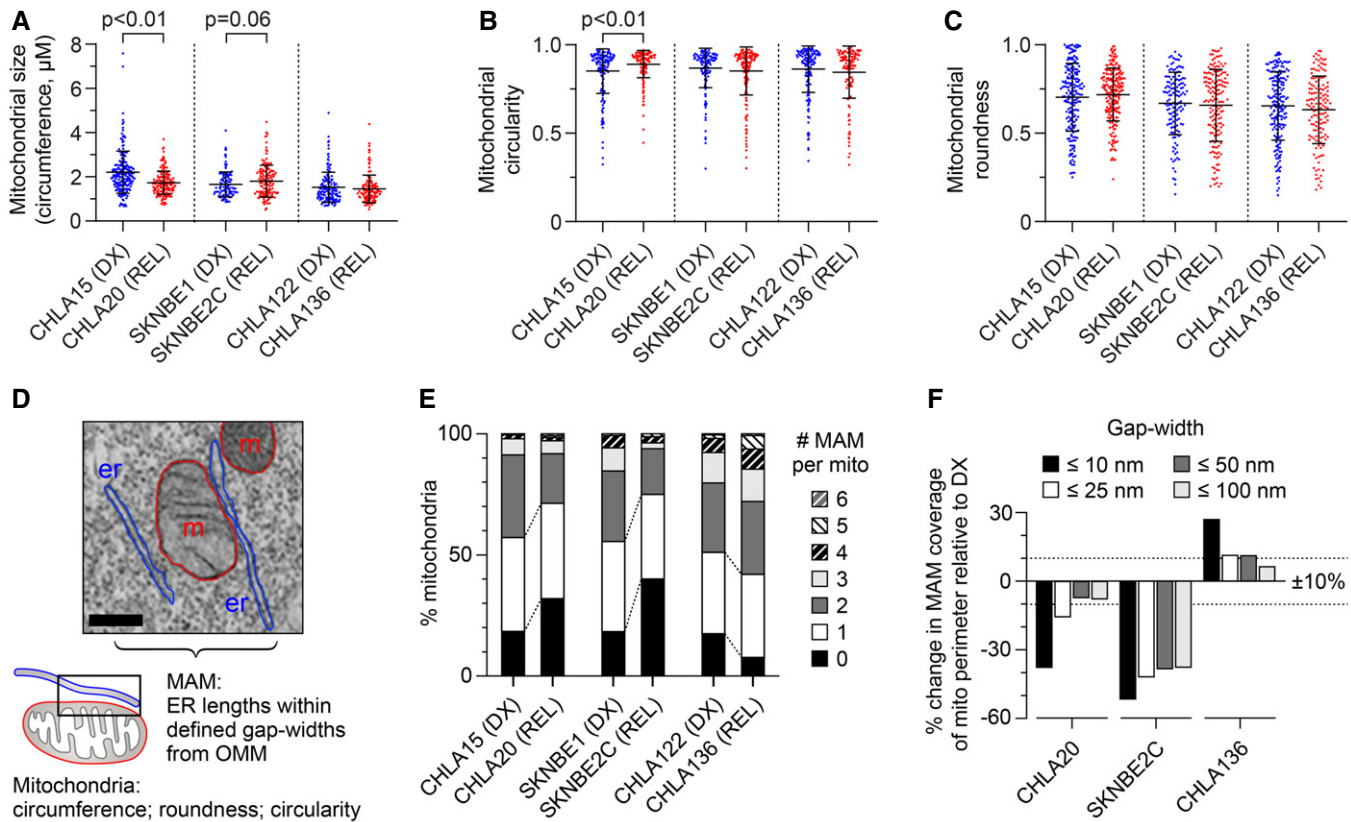 A
p<0.01
p=0.06
Mitochondrial size
(circumference, µM)
8
6
4
2
0
CHLA15 (DX)
CHLA20 (REL)
SKNBE1 (DX)
SKNBE2C (REL)
CHLA122 (DX)
CHLA136 (REL)
B
p<0.01
Mitochondrial
circularity
1.0
0.5
0
CHLA15 (DX)
CHLA20 (REL)
SKNBE1 (DX)
SKNBE2C (REL)
CHLA122 (DX)
CHLA136 (REL)
C
Mitochondrial
roundness
1.0
0.5
0
CHLA15 (DX)
CHLA20 (REL)
SKNBE1 (DX)
SKNBE2C (REL)
CHLA122 (DX)
CHLA136 (REL)
D
er
m
m
er
MAM:
ER lengths within
defined gap-widths
from OMM
Mitochondria:
circumference; roundness; circularity
E
% mitochondria
100
50
0
# MAM
per mito
6
5
4
3
2
1
0
CHLA15 (DX)
CHLA20 (REL)
SKNBE1 (DX)
SKNBE2C (REL)
CHLA122 (DX)
CHLA136 (REL)
F
Gap-width
≤ 10 nm
≤ 50 nm
≤ 25 nm
≤ 100 nm
% change in MAM coverage
of mito perimeter relative to DX
30
0
-30
-60
±10%
CHLA20
SKNBE2C
CHLA136